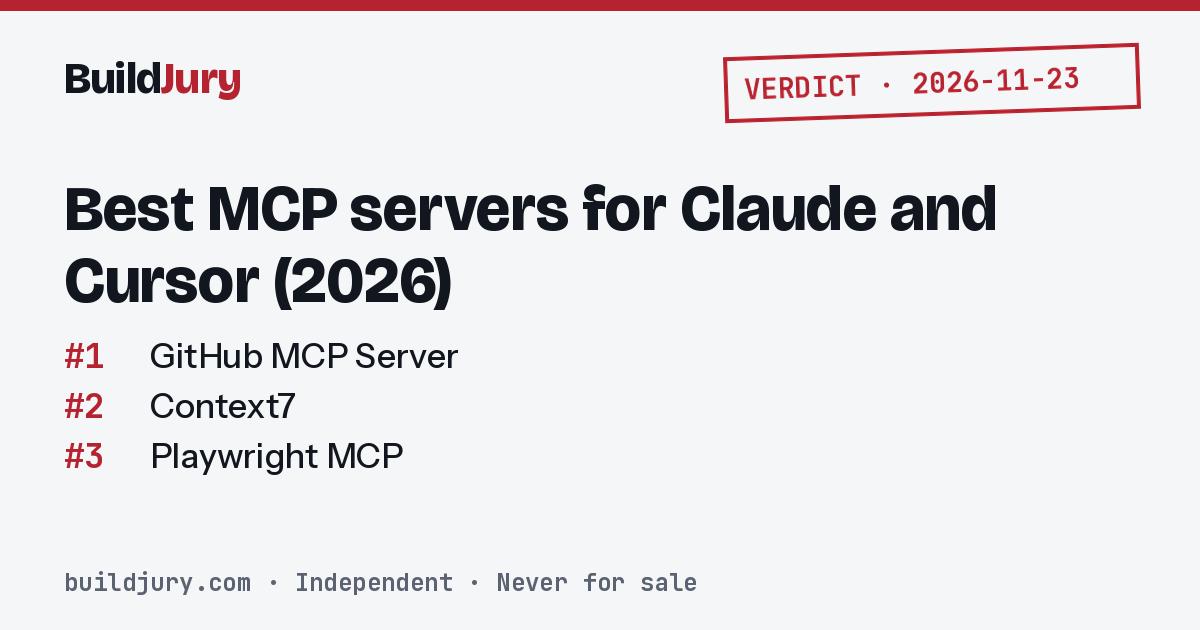 BuildJury
VERDICT · 2026-11-23
Best MCP servers for Claude and
Cursor (2026)
#1 GitHub MCP Server
#2 Context7
#3 Playwright MCP
buildjury.com · Independent · Never for sale